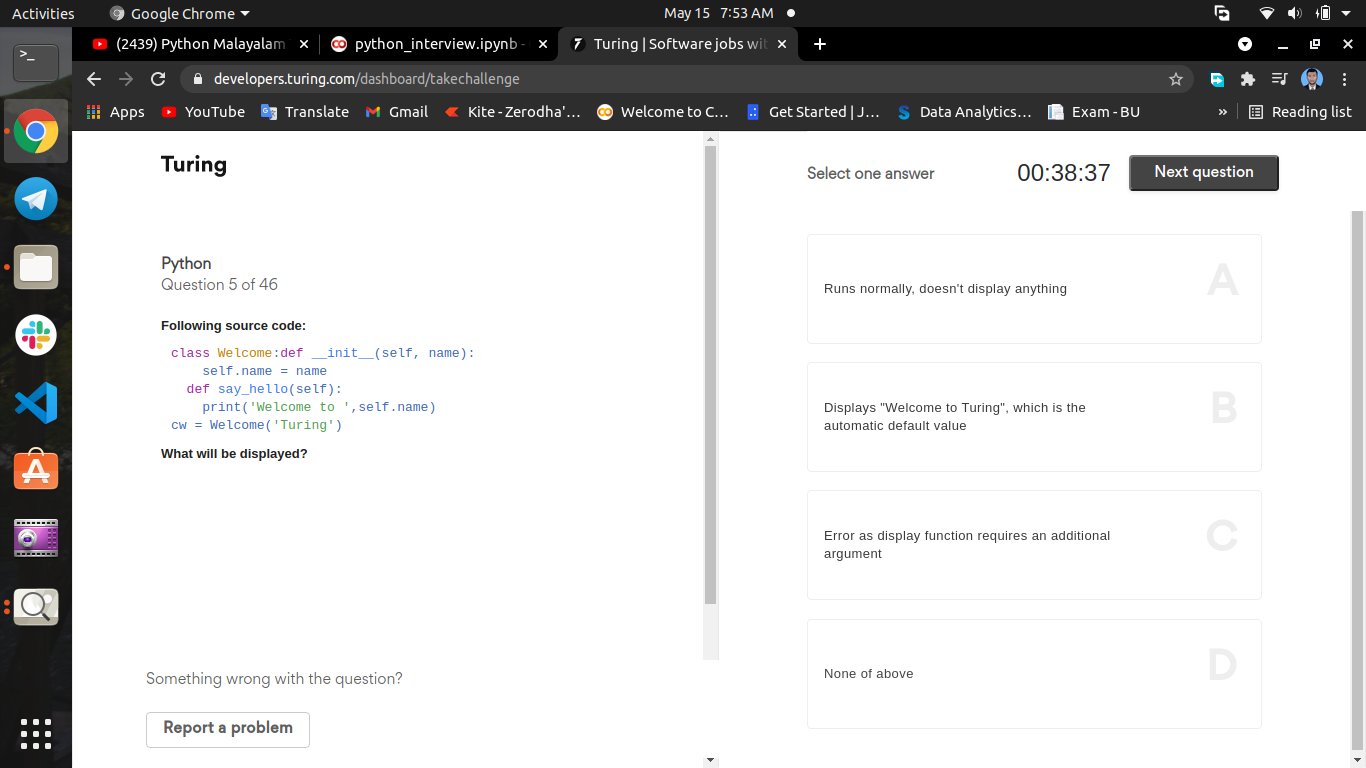 Activities
Google Chrome
May 15 7:53 AM
(2439) Python Malayalam
python_interview.ipynb -
Turing | Software jobs wit
developers.turing.com/dashboard/takechallenge
Apps
YouTube
Translate
Gmail
Kite - Zerodha'...
Welcome to C...
Get Started | J...
Data Analytics...
Exam - BU
»
Reading list
Turing
Select one answer
00:38:37
Next question
Python
Question 5 of 46
Following source code:
class Welcome:def __init__(self, name):
self.name = name
def say_hello(self):
print('Welcome to ',self.name)
cw = Welcome('Turing')
What will be displayed?
Something wrong with the question?
Report a problem
A
Runs normally, doesn't display anything
B
Displays "Welcome to Turing", which is the
automatic default value
C
Error as display function requires an additional
argument
D
None of above